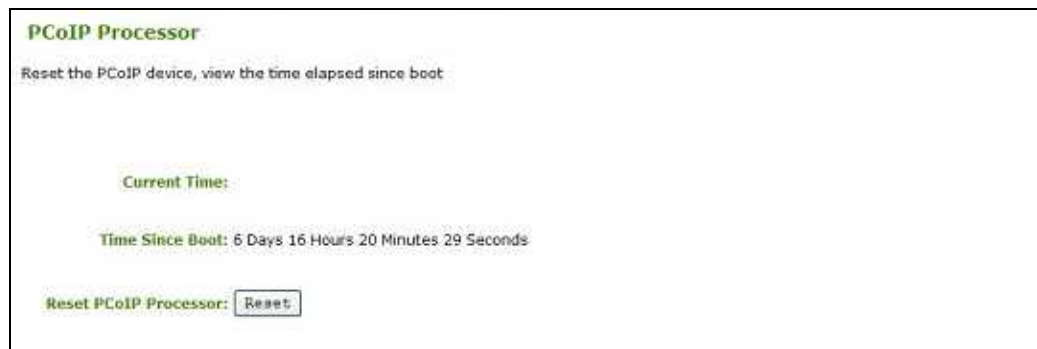 PCoIP Processor
Reset the PCoIP device, view the time elapsed since boot
Current Time:
Time Since Boot: 6 Days 16 Hours 20 Minutes 29 Seconds
Reset PCoIP Processor: Reset